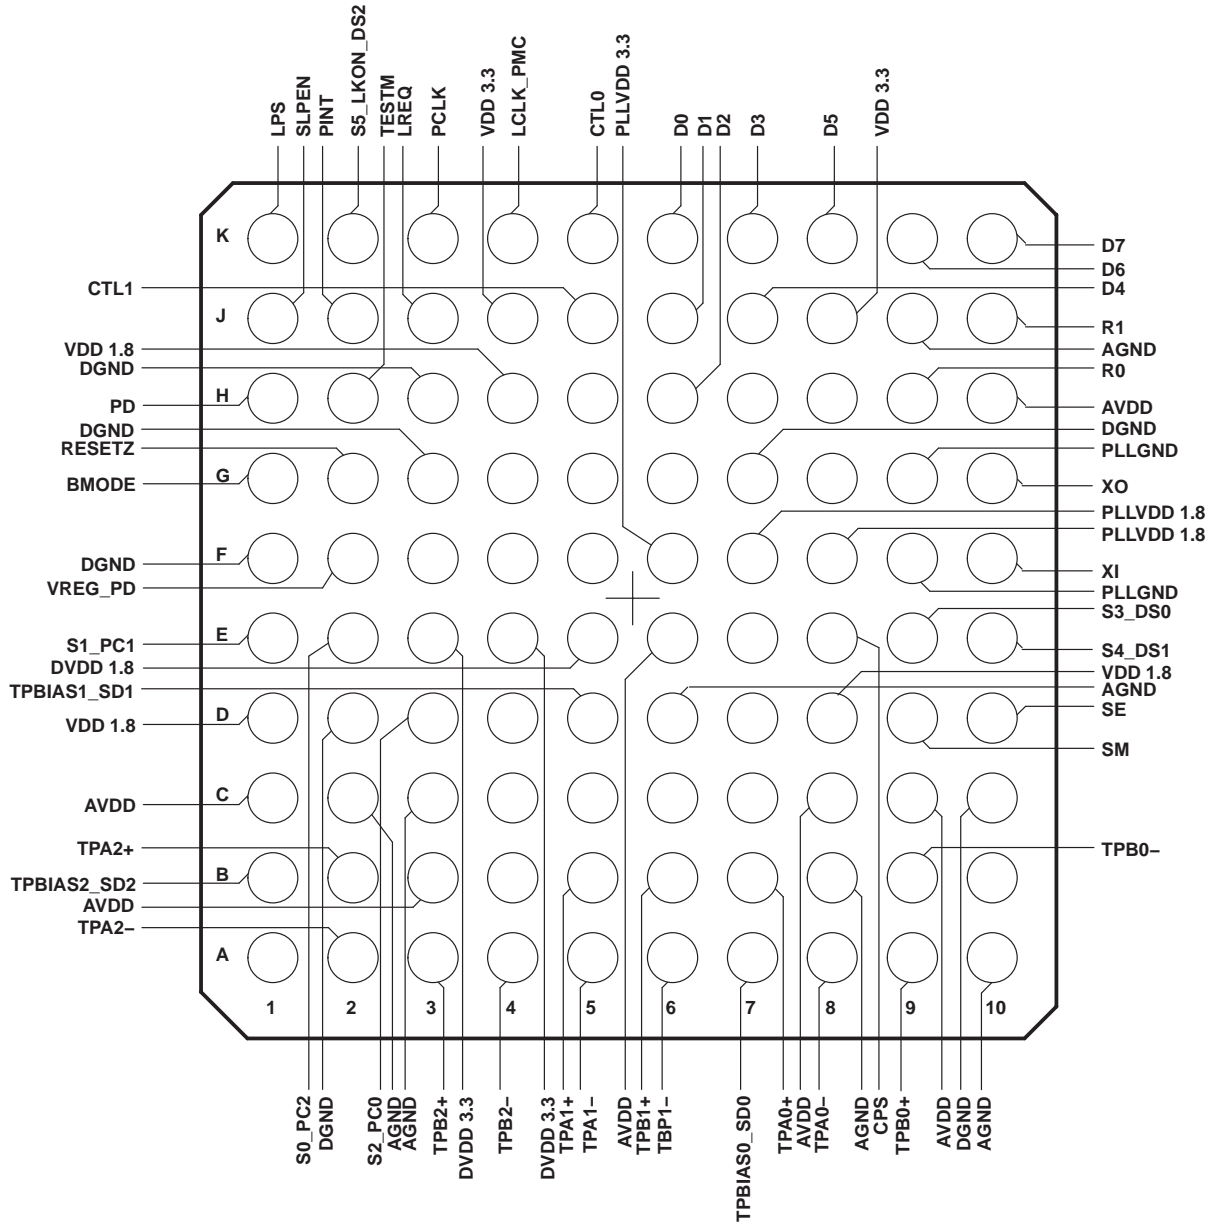 LPS
SLPEN
PINT
S5_LKON_DS2
TESTM
LREQ
PCLK
VDD 3.3
LCLK_PMC
CTL0
PLLVDD 3.3
D0
D1
D2
D3
D5
VDD 3.3
K
J
H
G
F
E
D
C
B
A
1
2
3
4
5
6
7
8
9
10
CTL1
VDD 1.8
DGND
PD
DGND
RESETZ
BMODE
DGND
VREG_PD
S1_PC1
DVDD 1.8
TPBIAS1_SD1
VDD 1.8
AVDD
TPA2+
TPBIAS2_SD2
AVDD
TPA2−
D7
D6
D4
R1
AGND
R0
AVDD
DGND
PLLGND
XO
PLLVDD 1.8
PLLVDD 1.8
XI
PLLGND
S3_DS0
S4_DS1
VDD 1.8
AGND
SE
SM
TPB0−
S0_PC2
DGND
S2_PC0
AGND
AGND
TPB2+
DVDD 3.3
TPB2−
DVDD 3.3
TPA1+
TPA1−
AVDD
TPB1+
TBP1−
TPBIAS0_SD0
TPA0+
AVDD
TPA0−
AGND
CPS
TPB0+
AVDD
DGND
AGND